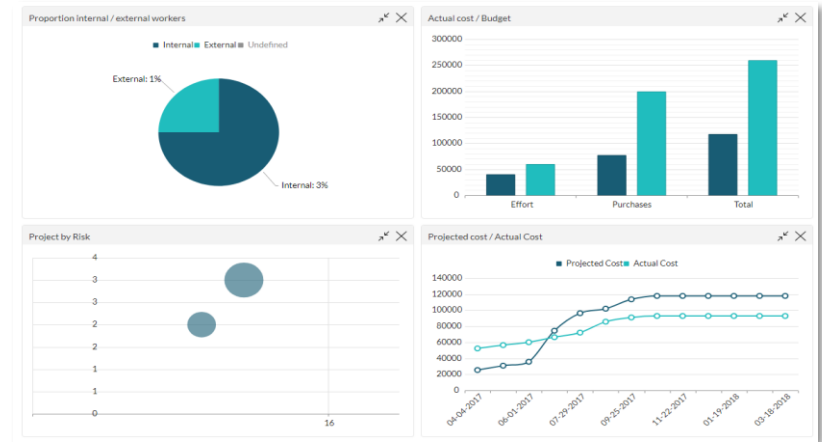 Proportion internal / external workers
Internal External Undefined
External: 1%
Internal: 3%
Actual cost / Budget
300000
250000
200000
150000
100000
50000
0
Effort Purchases Total
Project by Risk
4
3
3
2
2
1
1
0
16
Projected cost / Actual Cost
Projected Cost Actual Cost
140000
120000
100000
80000
60000
40000
20000
0
04-04-2017 06-01-2017 07-29-2017 09-25-2017 11-22-2017 01-19-2018 03-18-2018